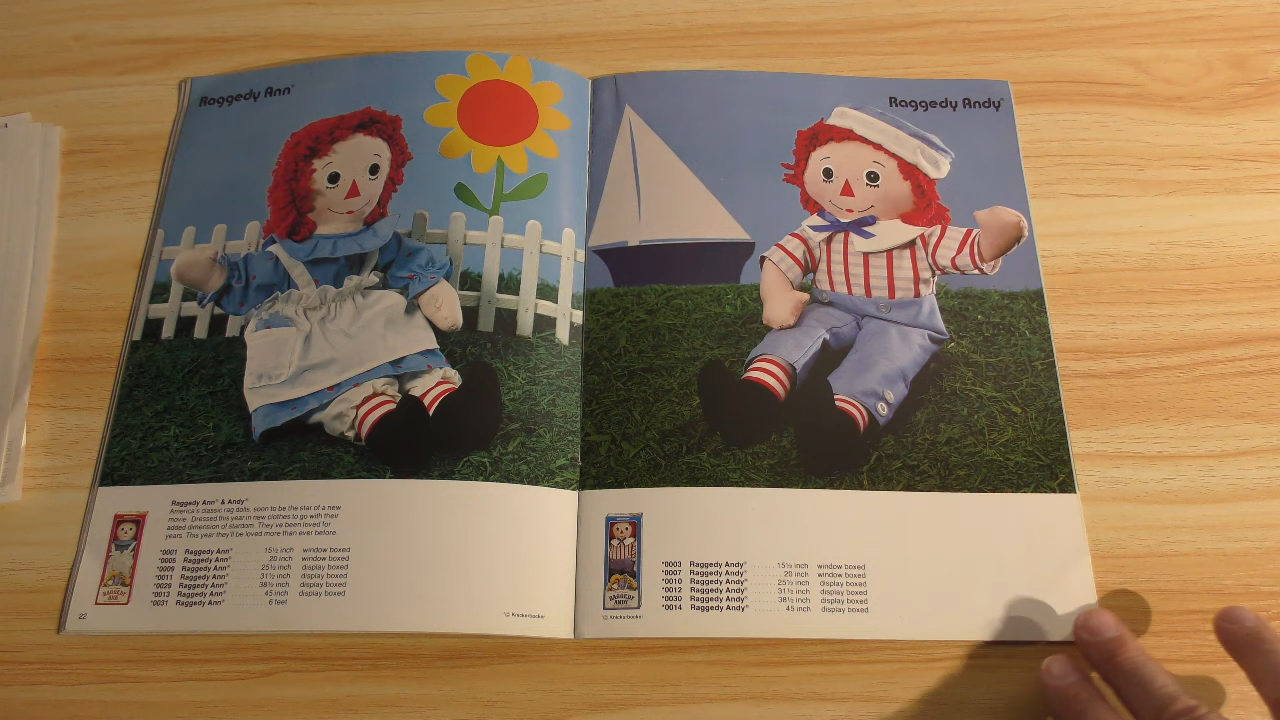 Raggedy Ann®
Raggedy Ann® & Andy®
America's classic rag dolls, soon to be the star of a new
movie. Dressed this year in new clothes to go with their
added dimension of stardom. They've been loved for
years. This year they'll be loved more than ever before.
*0001 Raggedy Ann® 15½ inch window boxed
*0005 Raggedy Ann® 20 inch window boxed
*0009 Raggedy Ann® 25½ inch display boxed
*0011 Raggedy Ann® 31½ inch display boxed
*0029 Raggedy Ann® 38½ inch display boxed
*0013 Raggedy Ann® 45 inch display boxed
*0031 Raggedy Ann® 6 feet
RAGGEDY
ANN
22
Knickerbocker
Raggedy Andy®
*0003 Raggedy Andy® 15½ inch window boxed
*0007 Raggedy Andy® 20 inch window boxed
*0010 Raggedy Andy® 25½ inch display boxed
*0012 Raggedy Andy® 31½ inch display boxed
*0030 Raggedy Andy® 38½ inch display boxed
*0014 Raggedy Andy® 45 inch display boxed
RAGGEDY
ANDY
Knickerbocker